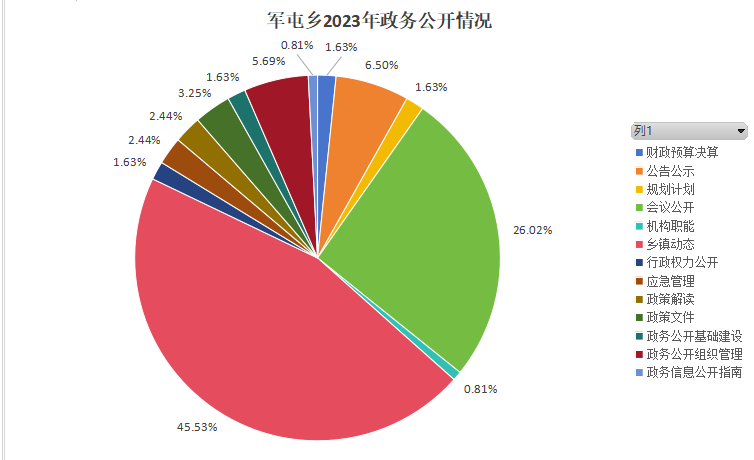 军屯乡2023年政务公开情况
0.81%
1.63%
5.69%
6.50%
1.63%
1.63%
3.25%
2.44%
2.44%
1.63%
26.02%
0.81%
45.53%
列1
财政预算决算
公告公示
规划计划
会议公开
机构职能
乡镇动态
行政权力公开
应急管理
政策解读
政策文件
政务公开基础建设
政务公开组织管理
政务信息公开指南